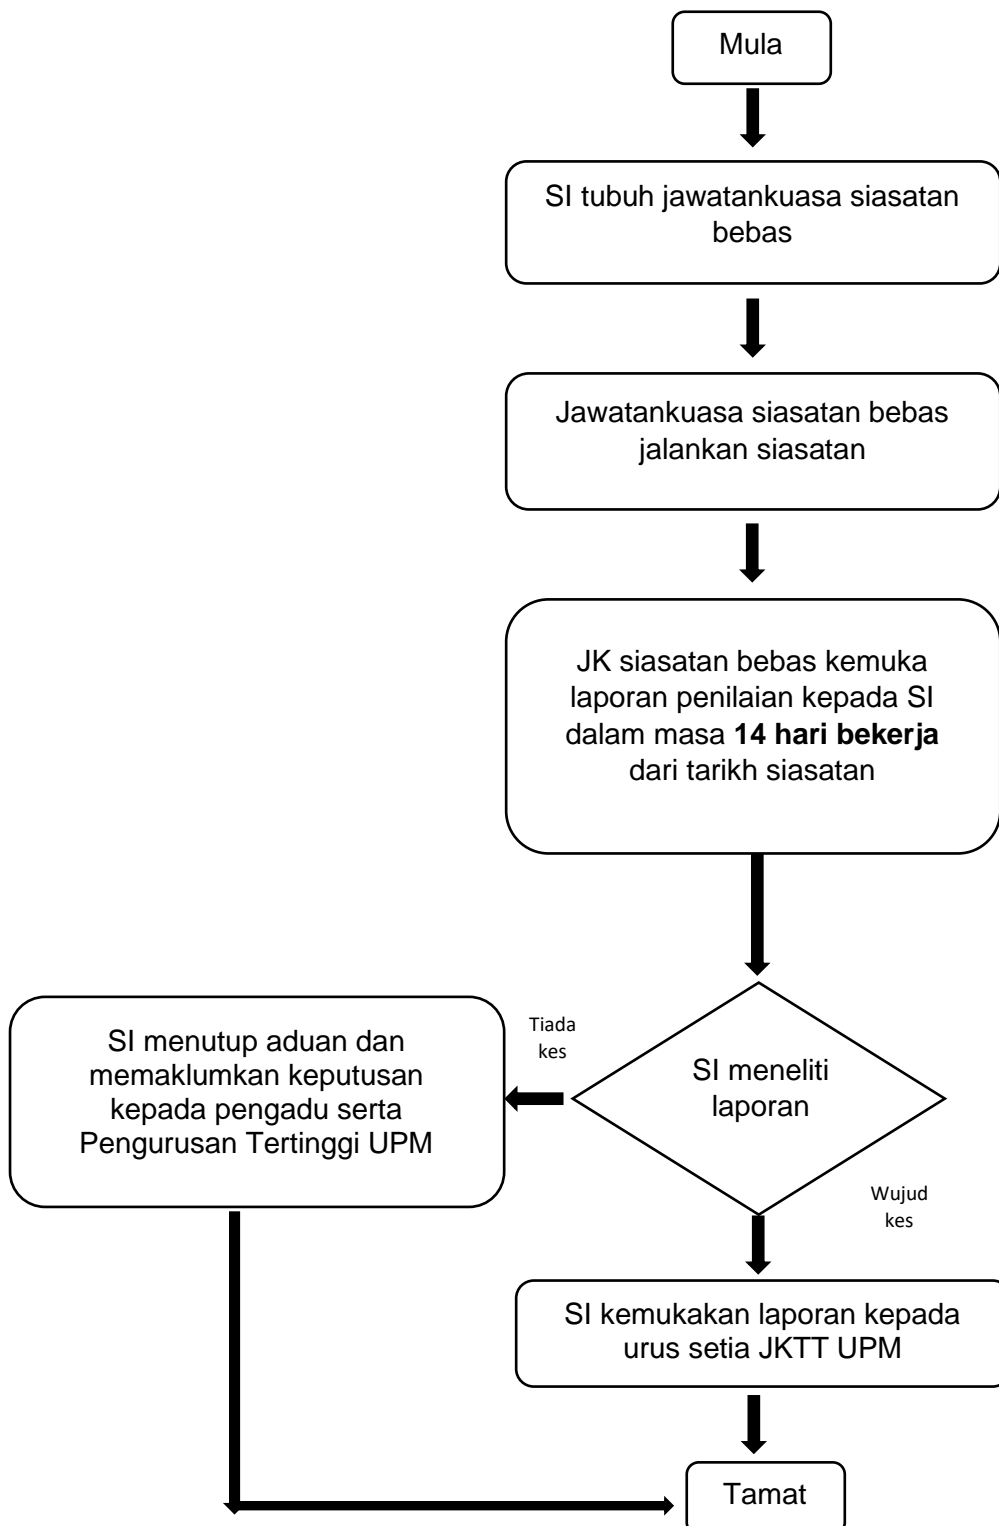 Mula
SI tubuh jawatankuasa siasatan
bebas
Jawatankuasa siasatan bebas
jalankan siasatan
JK siasatan bebas kemuka
laporan penilaian kepada SI
dalam masa 14 hari bekerja
dari tarikh siasatan
SI meneliti
laporan
Tiada
kes
SI menutup aduan dan
memaklumkan keputusan
kepada pengadu serta
Pengurusan Tertinggi UPM
Wujud
kes
SI kemukakan laporan kepada
urus setia JKTT UPM
Tamat